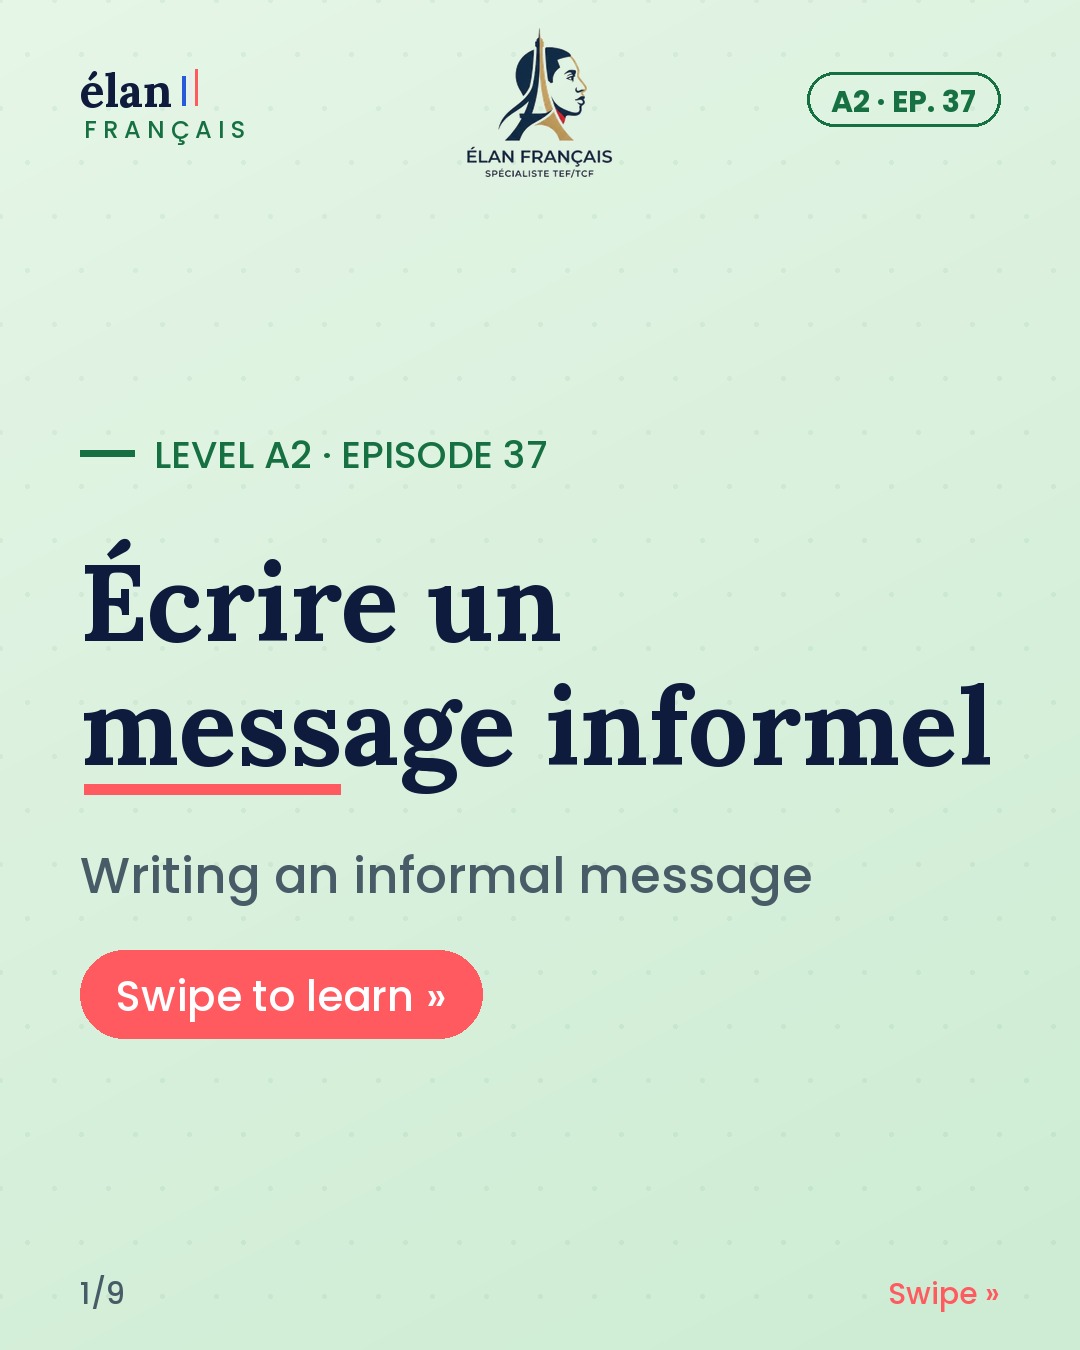 élan
FRANÇAIS
ÉLAN FRANÇAIS
SPÉCIALISTE TEF/TCF
A2 · EP. 37
LEVEL A2 · EPISODE 37
Écrire un
message informel
Writing an informal message
Swipe to learn »
1/9
Swipe »